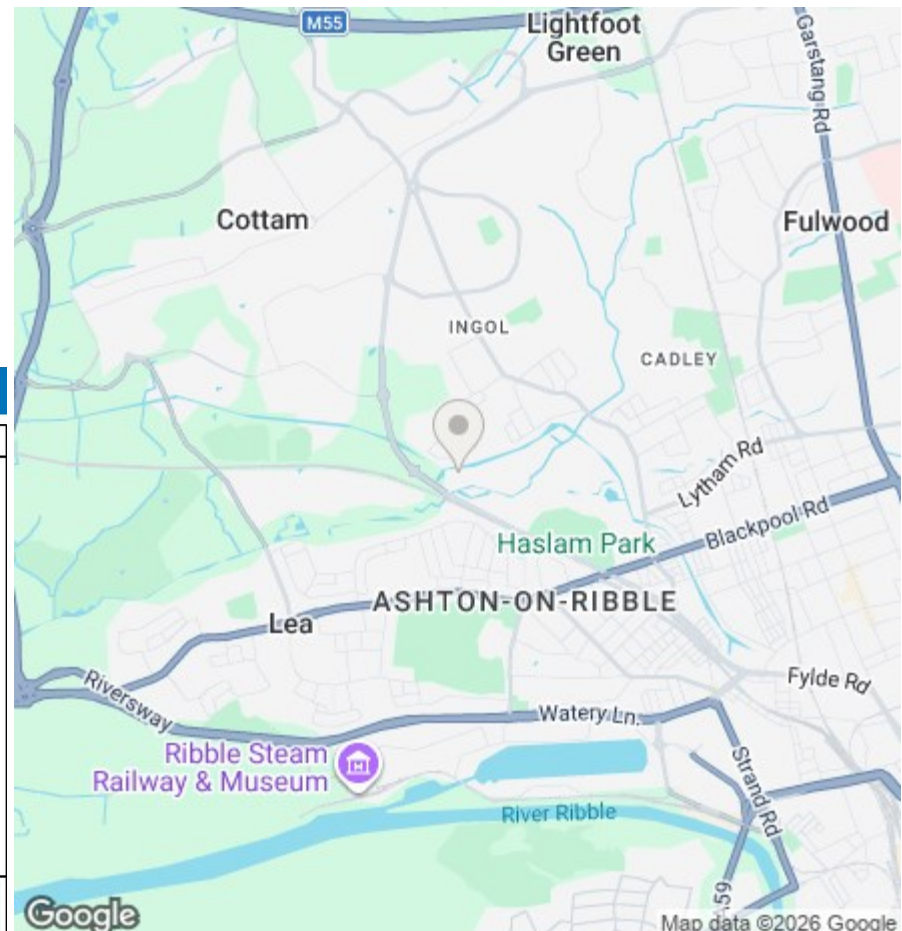 M55
Lightfoot
Green
Garstang Rd
Cottam
Fulwood
INGOL
CADLEY
Lytham Rd
Blackpool Rd
Haslam Park
ASHTON-ON-RIBBLE
Lea
Fylde Rd
Riversway
Watery Ln.
Ribble Steam
Railway & Museum
Strand Rd
River Ribble
A59
Google
Map data ©2026 Google